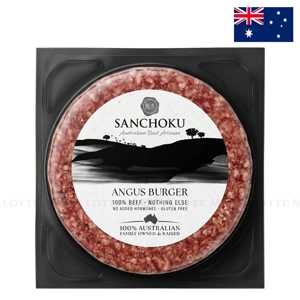 SANCHOKU
Australian Beef Artisans
ANGUS BURGER
100% BEEF - NOTHING ELSE
NO ADDED HORMONES - GLUTEN FREE
100% AUSTRALIAN
FAMILY OWNED & RAISED